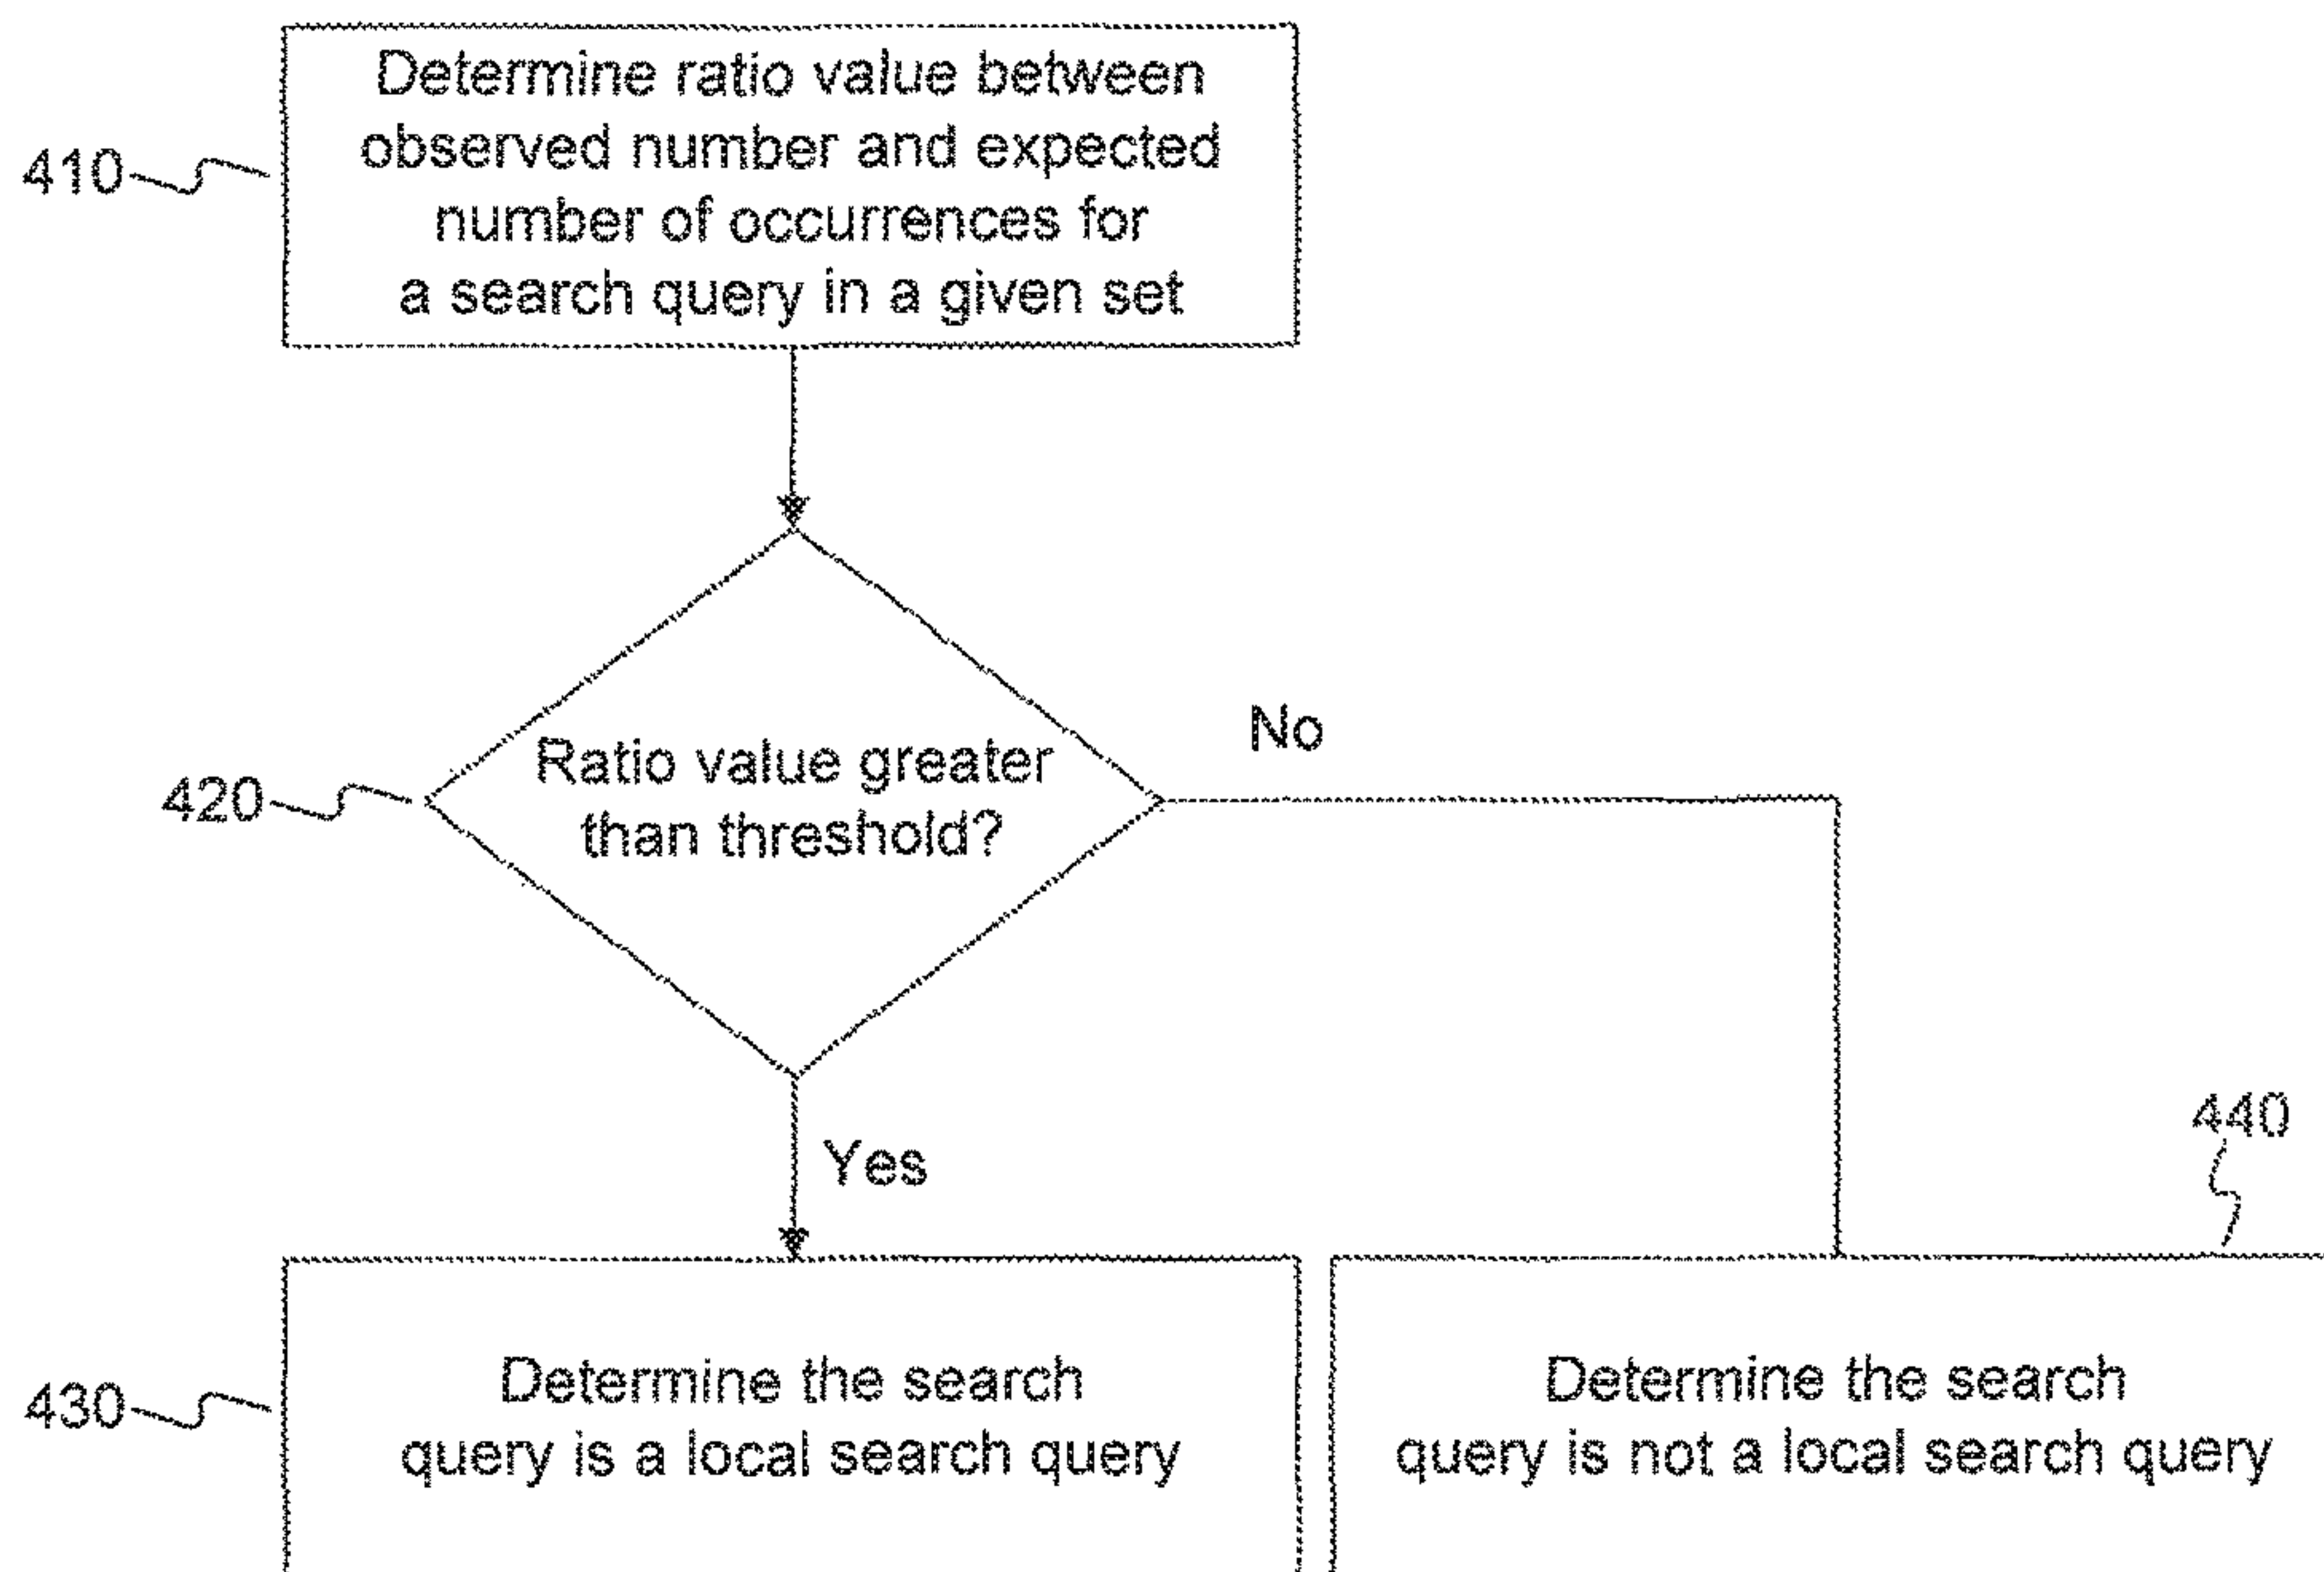 Determine ratio value between
observed number and expected
number of occurrences for
a search query in a given set
410
Ratio value greater
than threshold?
420
No
Yes
440
Determine the search
query is a local search query
430
Determine the search
query is not a local search query